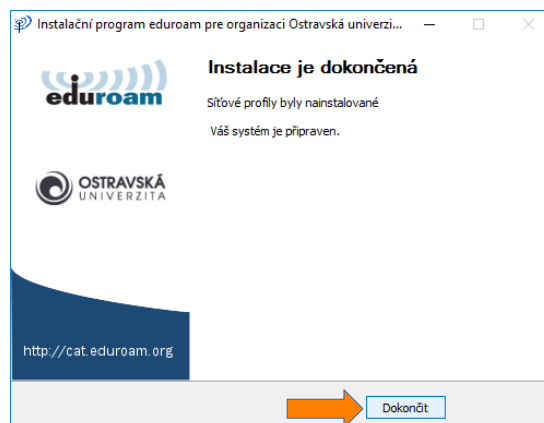 Instalační program eduroam pre organizaci Ostravská univerzi...
eduroam
Instalace je dokončená
Síťové profily byly nainstalované
Váš systém je připraven.
OSTRAVSKÁ
UNIVERZITA
http://cat.eduroam.org
Dokončit